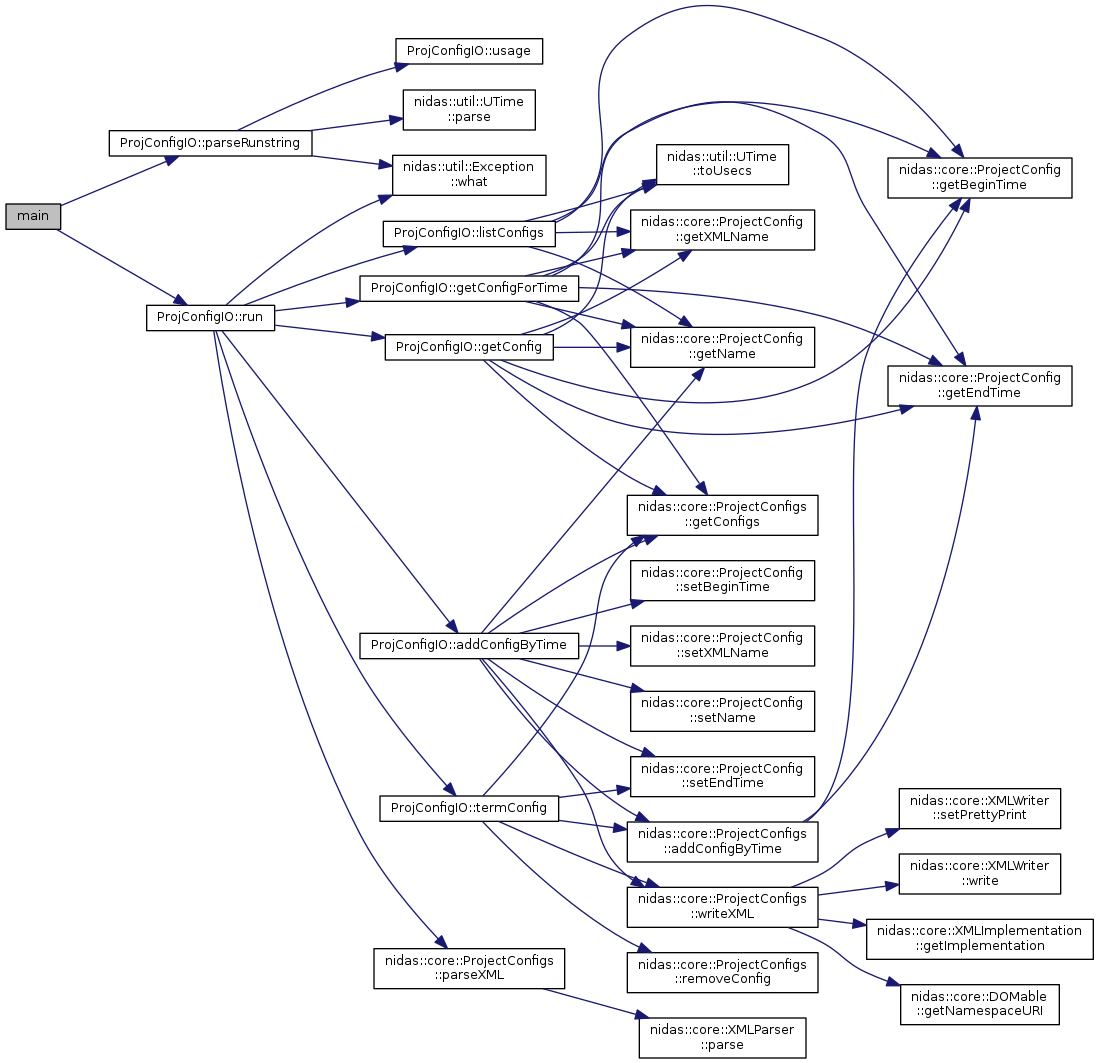 main
ProjConfigIO::parseRunstring
ProjConfigIO::run
ProjConfigIO::usage
nidas::util::UTime
::parse
nidas::util::Exception
::what
ProjConfigIO::listConfigs
ProjConfigIO::getConfigForTime
ProjConfigIO::getConfig
ProjConfigIO::addConfigByTime
ProjConfigIO::termConfig
nidas::core::ProjectConfigs
::parseXML
nidas::util::UTime
::toUsecs
nidas::core::ProjectConfig
::getXMLName
nidas::core::ProjectConfig
::getName
nidas::core::ProjectConfigs
::getConfigs
nidas::core::ProjectConfig
::setBeginTime
nidas::core::ProjectConfig
::setXMLName
nidas::core::ProjectConfig
::setName
nidas::core::ProjectConfig
::setEndTime
nidas::core::ProjectConfigs
::addConfigByTime
nidas::core::ProjectConfigs
::writeXML
nidas::core::ProjectConfigs
::removeConfig
nidas::core::XMLParser
::parse
nidas::core::ProjectConfig
::getBeginTime
nidas::core::ProjectConfig
::getEndTime
nidas::core::XMLWriter
::setPrettyPrint
nidas::core::XMLWriter
::write
nidas::core::XMLImplementation
::getImplementation
nidas::core::DOMable
::getNamespaceURI